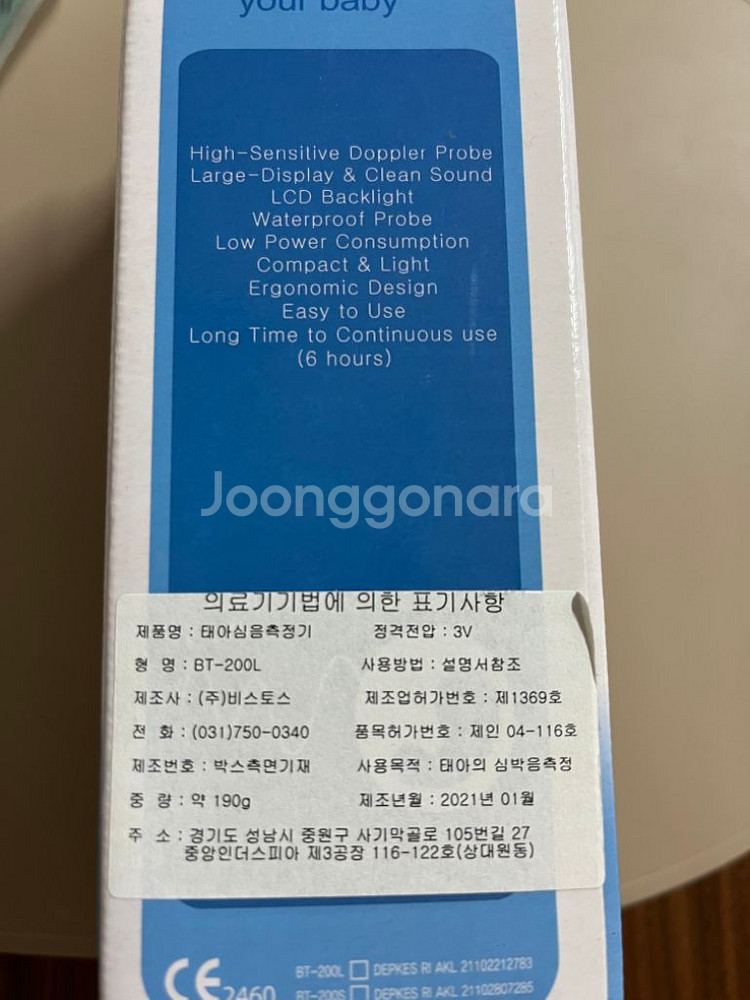 your baby
High-Sensitive Doppler Probe
Large-Display & Clean Sound
LCD Backlight
Waterproof Probe
Low Power Consumption
Compact & Light
Ergonomic Design
Easy to Use
Long Time to Continuous use
(6 hours)
Joonggonara
의료기기법에 의한 표기사항
제품명 : 태아심음측정기 정격전압 : 3V
형 명 : BT-200L 사용방법 : 설명서참조
제조사 : (주)비스토스 제조업허가번호 : 제1369호
전 화 : (031)750-0340 품목허가번호 : 제인 04-116호
제조번호 : 박스측면기재 사용목적 : 태아의 심박음측정
중 량 : 약 190g 제조년월 : 2021년 01월
주 소 : 경기도 성남시 중원구 사기막골로 105번길 27
중앙인더스피아 제3공장 116-122호(상대원동)
CE 2460 BT-200L DEPKES RI AKL 21102212783
BT-200S DEPKES RI AKL 21102807285